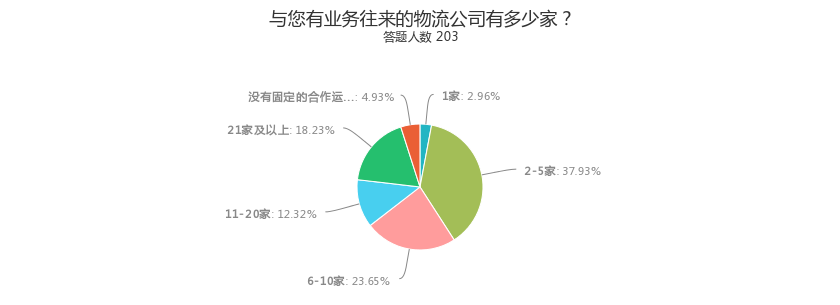 与您有业务往来的物流公司有多少家？
答题人数 203
没有固定的合作运...: 4.93%
1家: 2.96%
21家及以上: 18.23%
2-5家: 37.93%
11-20家: 12.32%
6-10家: 23.65%